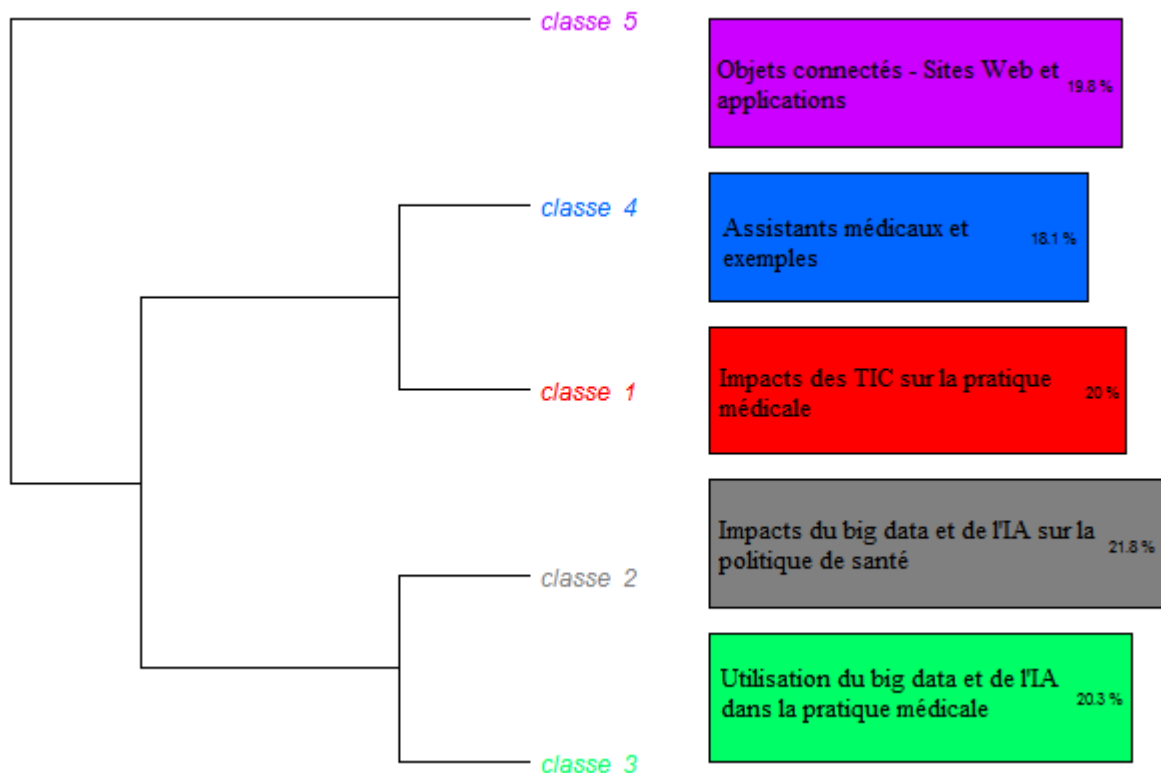 classe 5
Objets connectés - Sites Web et
applications
19.8 %
classe 4
Assistants médicaux et
exemples
18.1 %
classe 1
Impacts des TIC sur la pratique
médicale
20 %
classe 2
Impacts du big data et de l'IA sur la
politique de santé
21.8 %
classe 3
Utilisation du big data et de l'IA
dans la pratique médicale
20.3 %